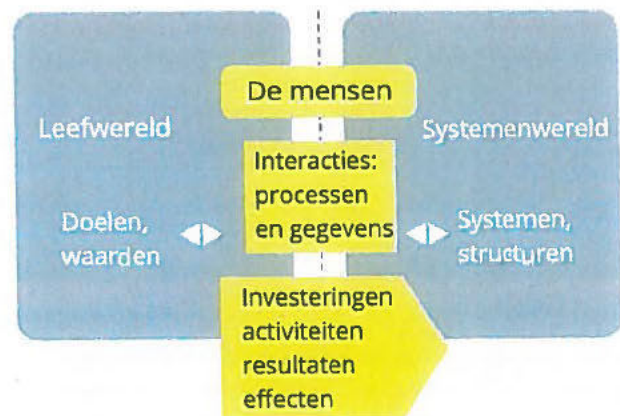 De mensen
Leefwereld
Systemenwereld
Interacties:
processen
en gegevens
Doelen,
waarden
Systemen,
structuren
Investeringen
activiteiten
resultaten
effecten